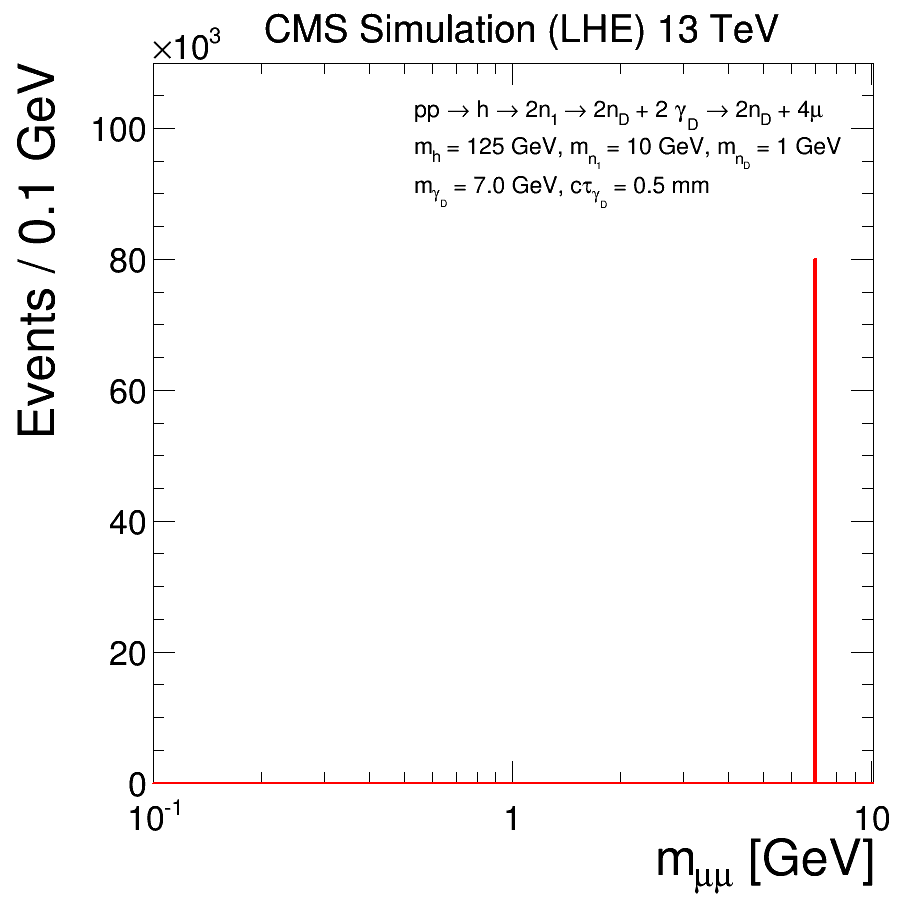 CMS Simulation (LHE) 13 TeV
×10³
Events / 0.1 GeV
pp → h → 2n₁ → 2n_D + 2 γ_D → 2n_D + 4μ
m_h = 125 GeV, m_n₁ = 10 GeV, m_n_D = 1 GeV
m_γ_D = 7.0 GeV, cτ_γ_D = 0.5 mm
100
80
60
40
20
0
10⁻¹ 1 10
m_μμ [GeV]